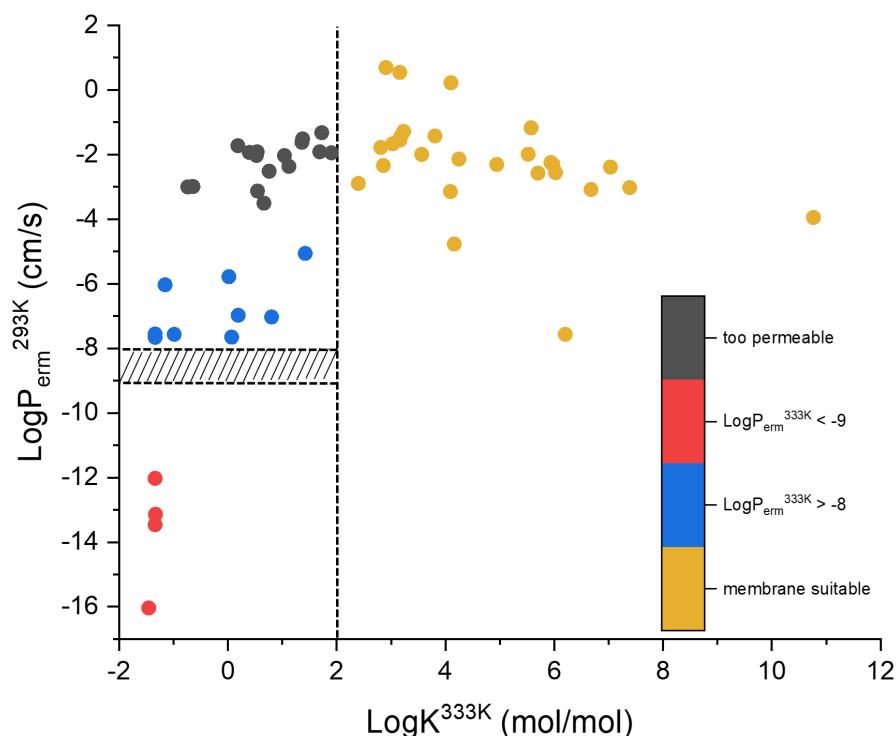 2
0
-2
-4
-6
-8
-10
-12
-14
-16
-2 0 2 4 6 8 10 12
LogPerm293K (cm/s)
LogK333K (mol/mol)
too permeable
LogPerm333K < -9
LogPerm333K > -8
membrane suitable